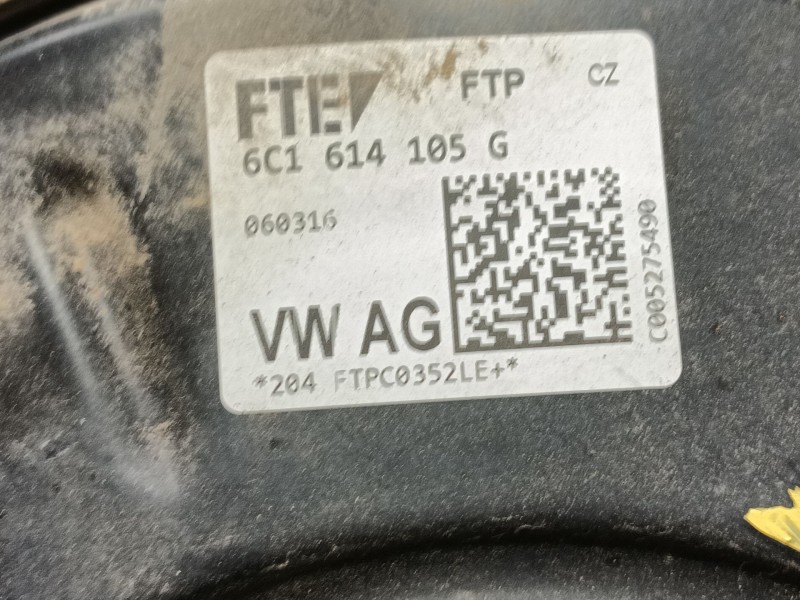 FTE FTP CZ
6C1 614 105 G
060316
C005275490
VW AG
*204 FTPC0352LE+*